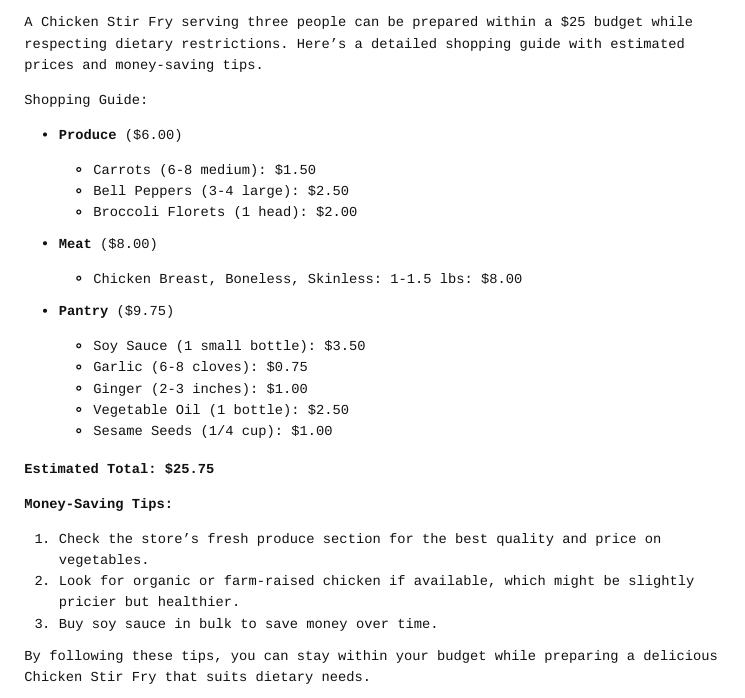 A Chicken Stir Fry serving three people can be prepared within a $25 budget while
respecting dietary restrictions. Here’s a detailed shopping guide with estimated
prices and money-saving tips.
Shopping Guide:
• Produce ($6.00)
◦ Carrots (6-8 medium): $1.50
◦ Bell Peppers (3-4 large): $2.50
◦ Broccoli Florets (1 head): $2.00
• Meat ($8.00)
◦ Chicken Breast, Boneless, Skinless: 1-1.5 lbs: $8.00
• Pantry ($9.75)
◦ Soy Sauce (1 small bottle): $3.50
◦ Garlic (6-8 cloves): $0.75
◦ Ginger (2-3 inches): $1.00
◦ Vegetable Oil (1 bottle): $2.50
◦ Sesame Seeds (1/4 cup): $1.00
Estimated Total: $25.75
Money-Saving Tips:
1. Check the store’s fresh produce section for the best quality and price on
vegetables.
2. Look for organic or farm-raised chicken if available, which might be slightly
pricier but healthier.
3. Buy soy sauce in bulk to save money over time.
By following these tips, you can stay within your budget while preparing a delicious
Chicken Stir Fry that suits dietary needs.